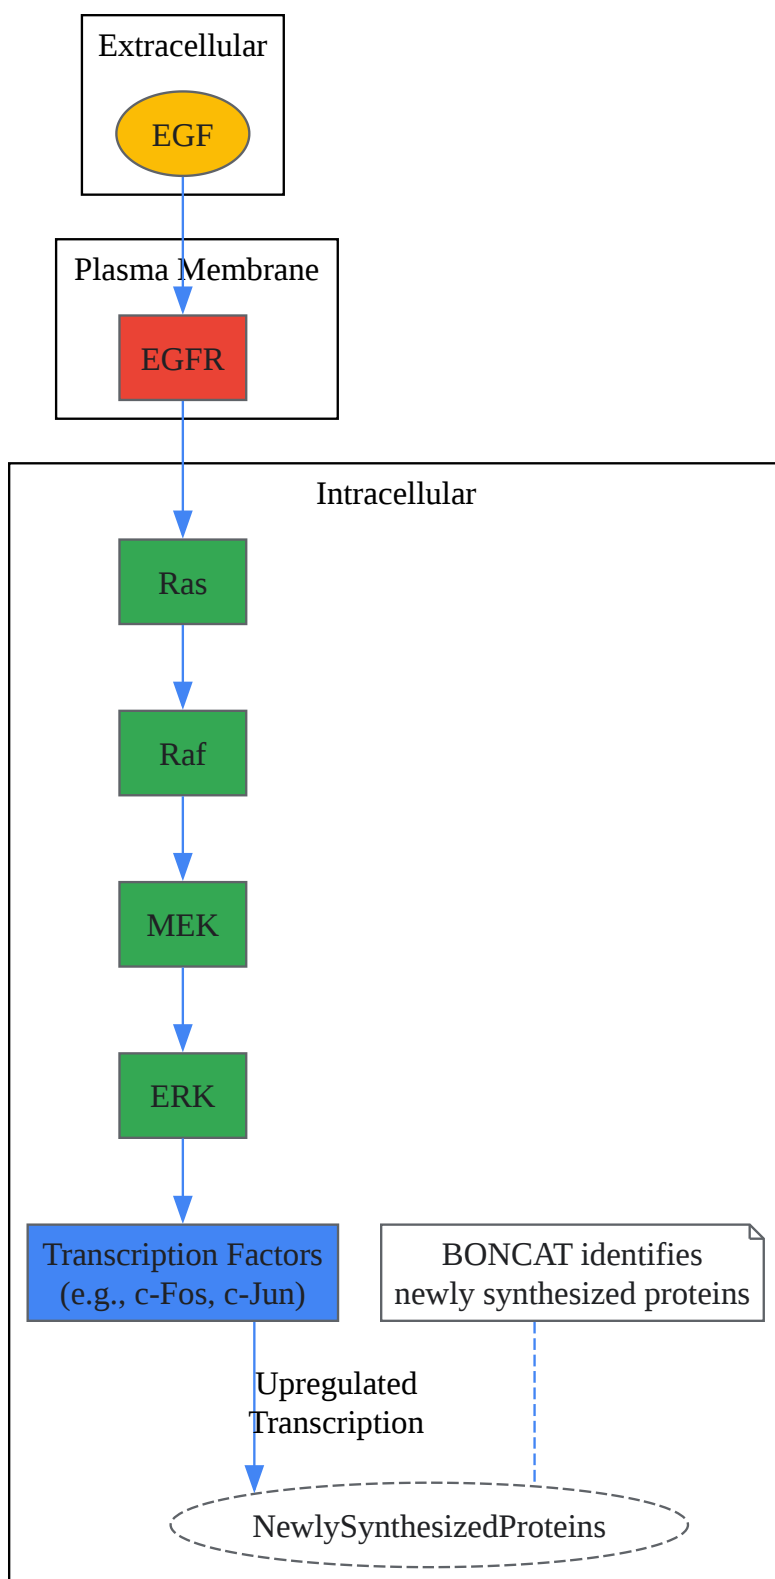 Extracellular
EGF
Plasma Membrane
EGFR
Intracellular
Ras
Raf
MEK
ERK
Transcription Factors
(e.g., c-Fos, c-Jun)
BONCAT identifies
newly synthesized proteins
Upregulated
Transcription
NewlySynthesizedProteins